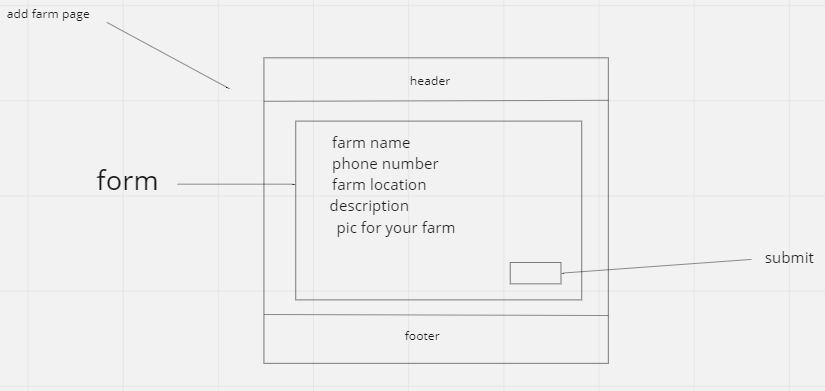 add farm page
header
farm name
phone number
form
farm location
description
pic for your farm
submit
footer